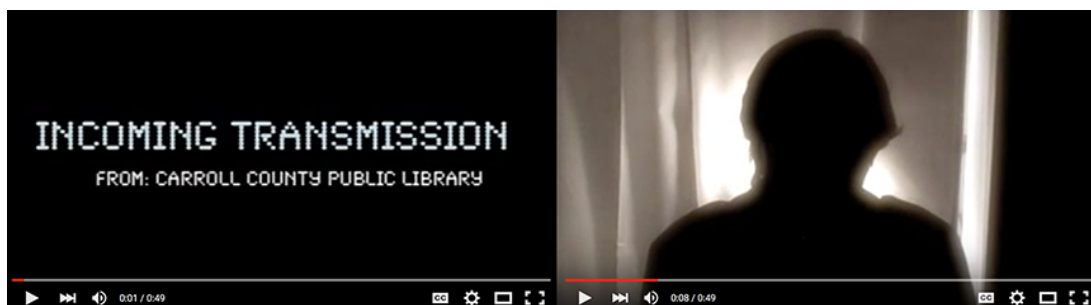 INCOMING TRANSMISSION
FROM: CARROLL COUNTY PUBLIC LIBRARY
0:01 / 0:49
CC
0:08 / 0:49
CC